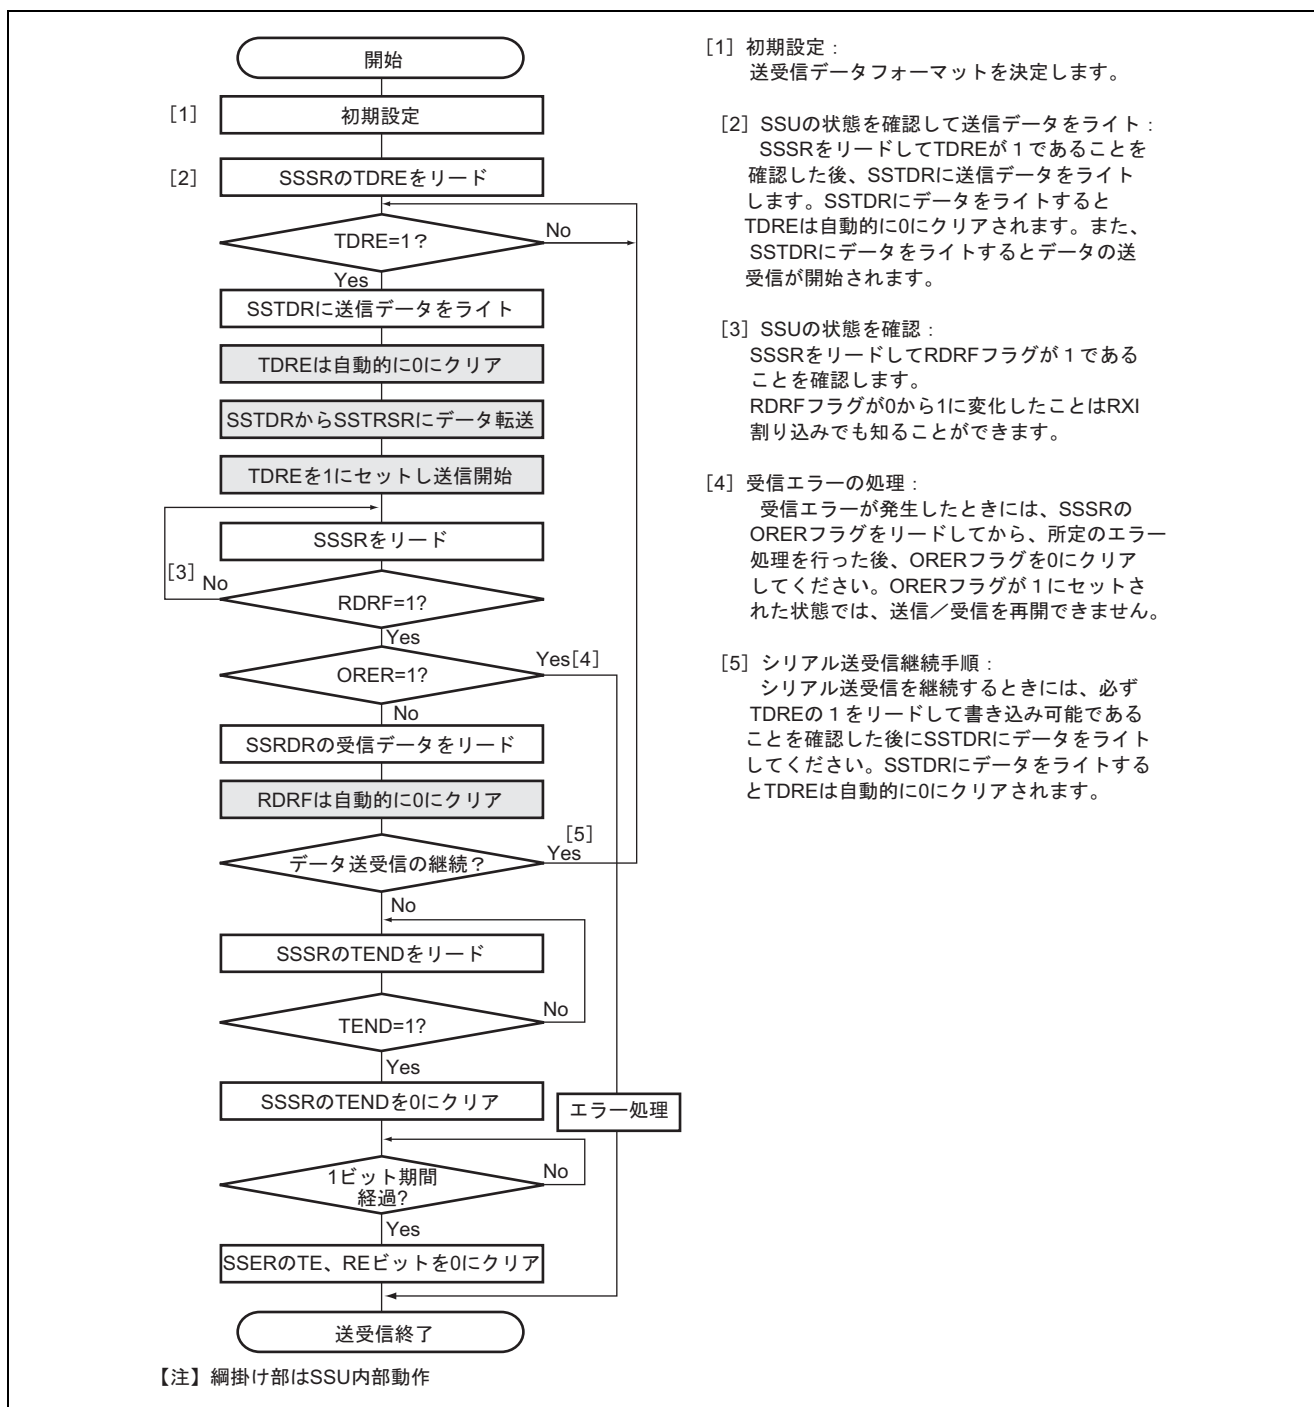 開始
[1]
初期設定
[2]
SSSRのTDREをリード
TDRE=1？
No
Yes
SSTDRに送信データをライト
TDREは自動的に0にクリア
SSTDRからSSTRSRにデータ転送
TDREを1にセットし送信開始
SSSRをリード
[3]
No
RDRF=1?
Yes
ORER=1?
Yes[4]
No
SSRDRの受信データをリード
RDRFは自動的に0にクリア
[5]
データ送受信の継続？
Yes
No
SSSRのTENDをリード
TEND=1?
No
Yes
SSSRのTENDを0にクリア
エラー処理
1ビット期間
経過?
No
Yes
SSERのTE、REビットを0にクリア
送受信終了
【注】網掛け部はSSU内部動作
[1] 初期設定：
送受信データフォーマットを決定します。
[2] SSUの状態を確認して送信データをライト：
SSSRをリードしてTDREが１であることを
確認した後、SSTDRに送信データをライト
します。SSTDRにデータをライトすると
TDREは自動的に0にクリアされます。また、
SSTDRにデータをライトするとデータの送
受信が開始されます。
[3] SSUの状態を確認：
SSSRをリードしてRDRFフラグが１である
ことを確認します。
RDRFフラグが0から1に変化したことはRXI
割り込みでも知ることができます。
[4] 受信エラーの処理：
受信エラーが発生したときには、SSSRの
ORERフラグをリードしてから、所定のエラー
処理を行った後、ORERフラグを0にクリア
してください。ORERフラグが１にセットさ
れた状態では、送信／受信を再開できません。
[5] シリアル送受信継続手順：
シリアル送受信を継続するときには、必ず
TDREの１をリードして書き込み可能である
ことを確認した後にSSTDRにデータをライト
してください。SSTDRにデータをライトする
とTDREは自動的に0にクリアされます。